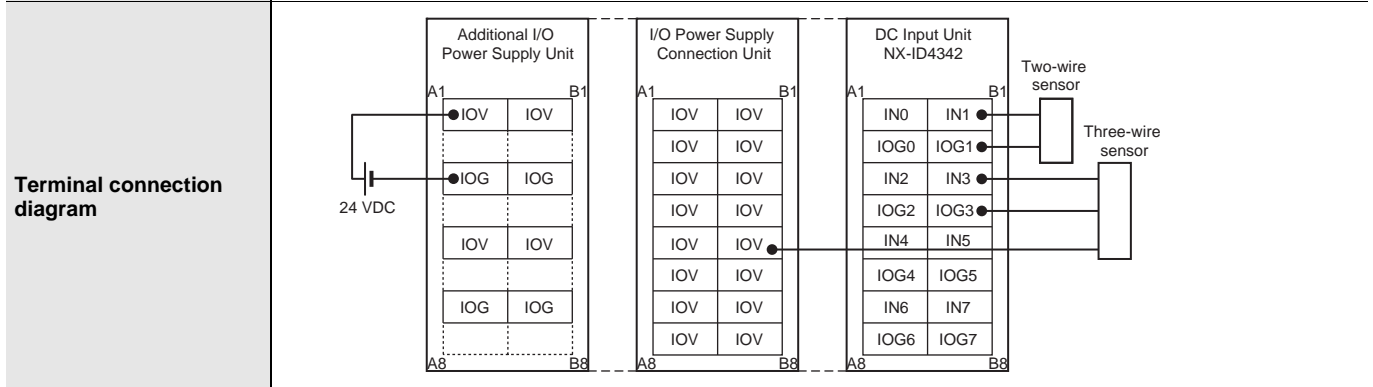 Terminal connection
diagram
24 VDC
Additional I/O
Power Supply Unit
A1 B1
IOV IOV
IOG IOG
IOV IOV
IOG IOG
A8 B8
I/O Power Supply
Connection Unit
A1 B1
IOV IOV
IOV IOV
IOV IOV
IOV IOV
IOV IOV
IOV IOV
IOV IOV
IOV IOV
A8 B8
DC Input Unit
NX-ID4342
A1 B1
IN0 IN1
IOG0 IOG1
IN2 IN3
IOG2 IOG3
IN4 IN5
IOG4 IOG5
IN6 IN7
IOG6 IOG7
A8 B8
Two-wire
sensor
Three-wire
sensor